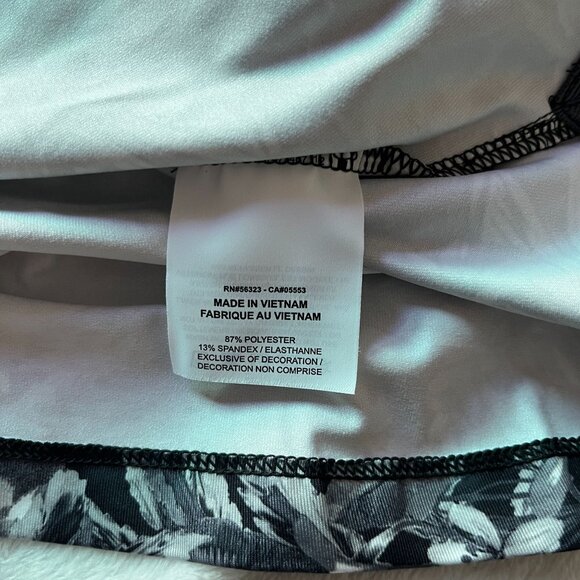 RN#56323 - CA#05553
MADE IN VIETNAM
FABRIQUE AU VIETNAM
87% POLYESTER
13% SPANDEX / ELASTHANNE
EXCLUSIVE OF DECORATION /
DECORATION NON COMPRISE